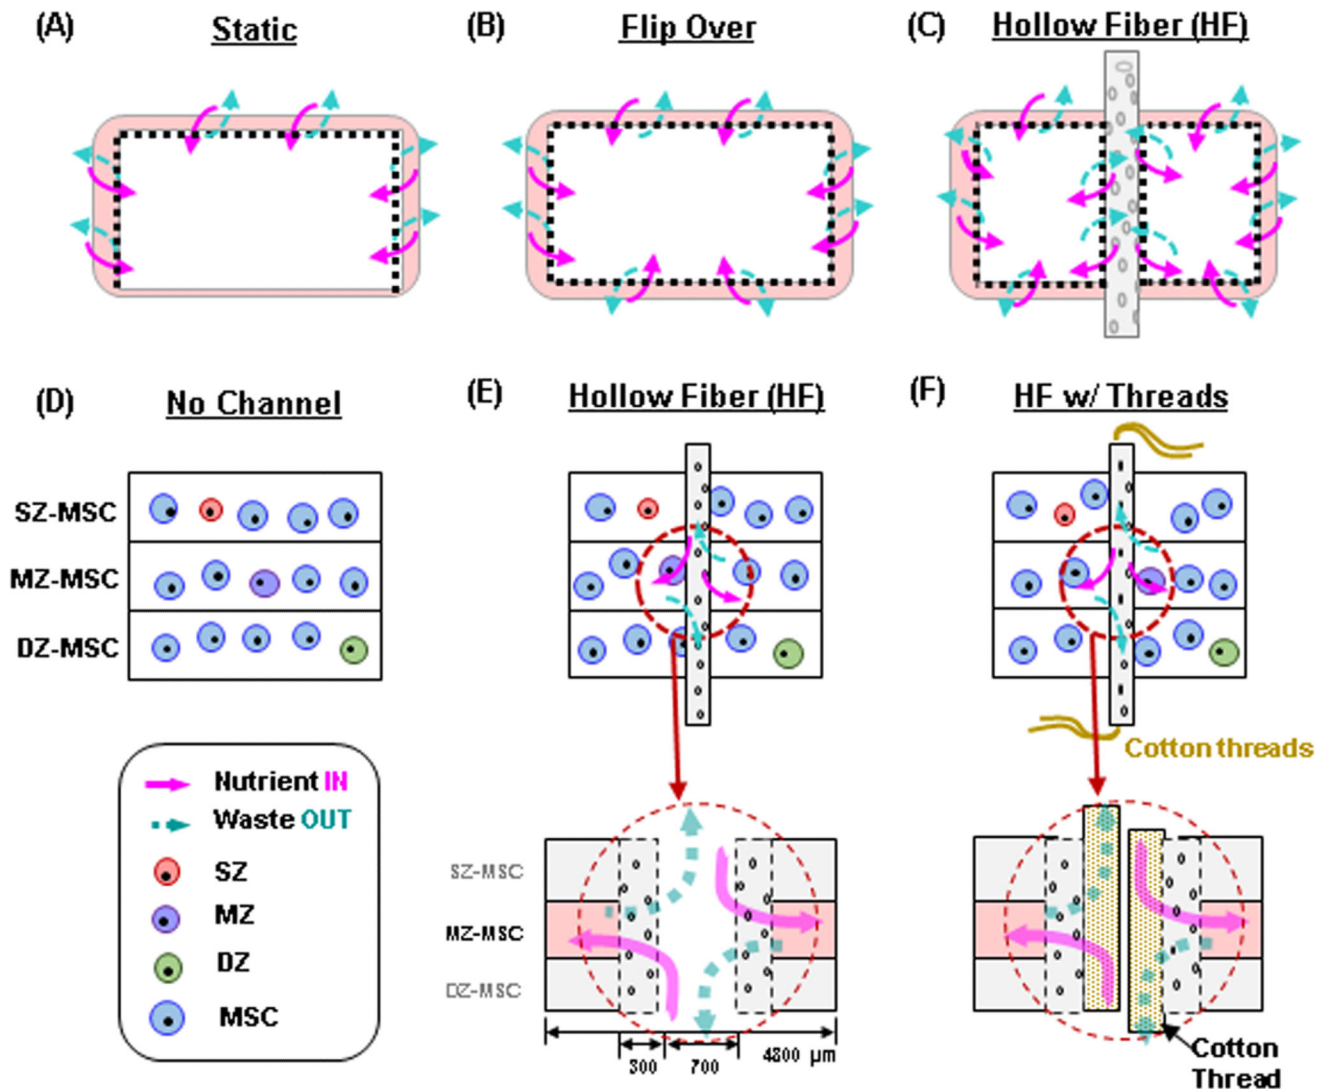 (A) Static
(B) Flip Over
(C) Hollow Fiber (HF)
(D) No Channel
SZ-MSC
MZ-MSC
DZ-MSC
(E) Hollow Fiber (HF)
(F) HF w/ Threads
Cotton threads
Nutrient IN
Waste OUT
SZ
MZ
DZ
MSC
SZ-MSC
MZ-MSC
DZ-MSC
300 700 4800 µm
Cotton
Thread